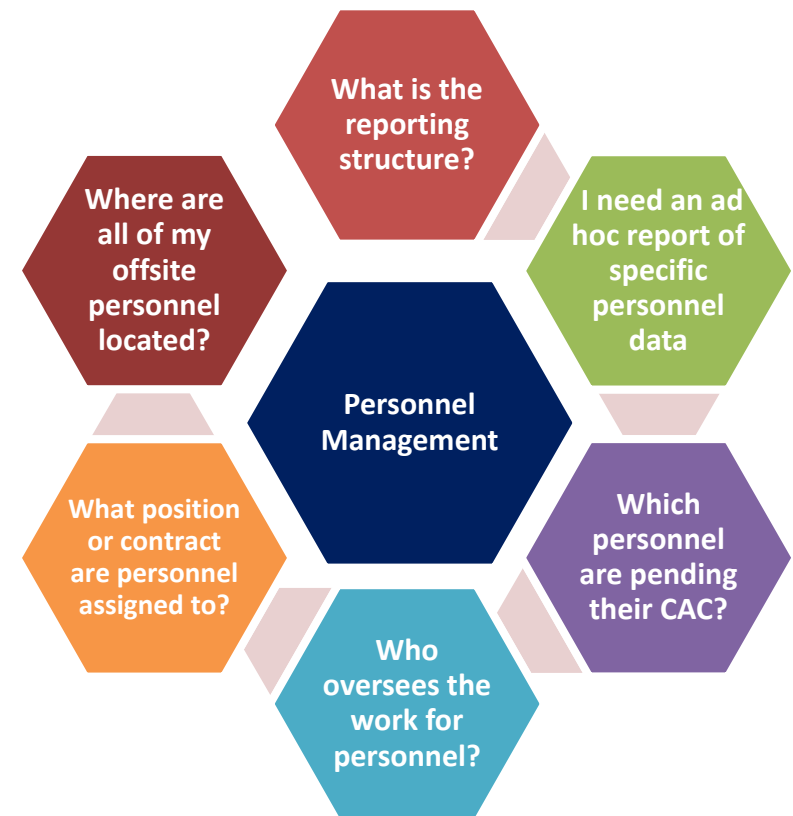 What is the
reporting
structure?
I need an ad
hoc report of
specific
personnel
data
Which
personnel
are pending
their CAC?
Who
oversees the
work for
personnel?
What position
or contract
are personnel
assigned to?
Where are
all of my
offsite
personnel
located?
Personnel
Management